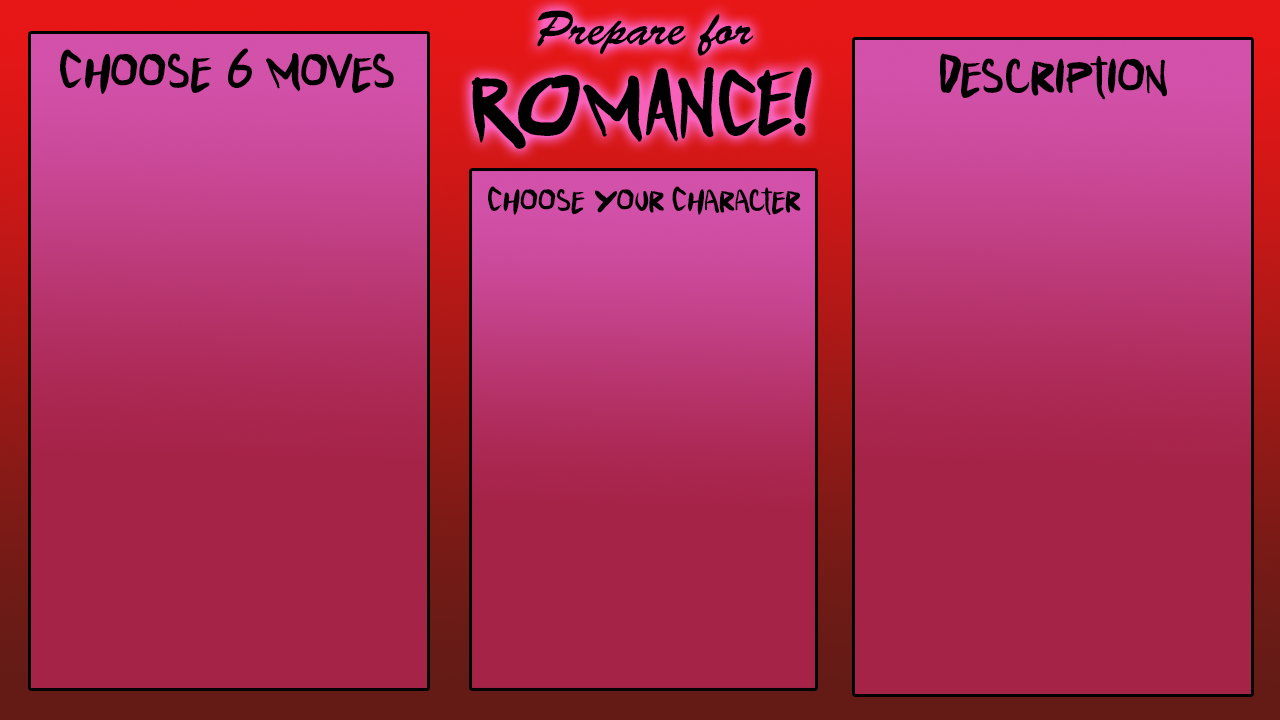 Prepare for
ROMANCE!
CHOOSE 6 MOVES
CHOOSE YOUR CHARACTER
DESCRIPTION